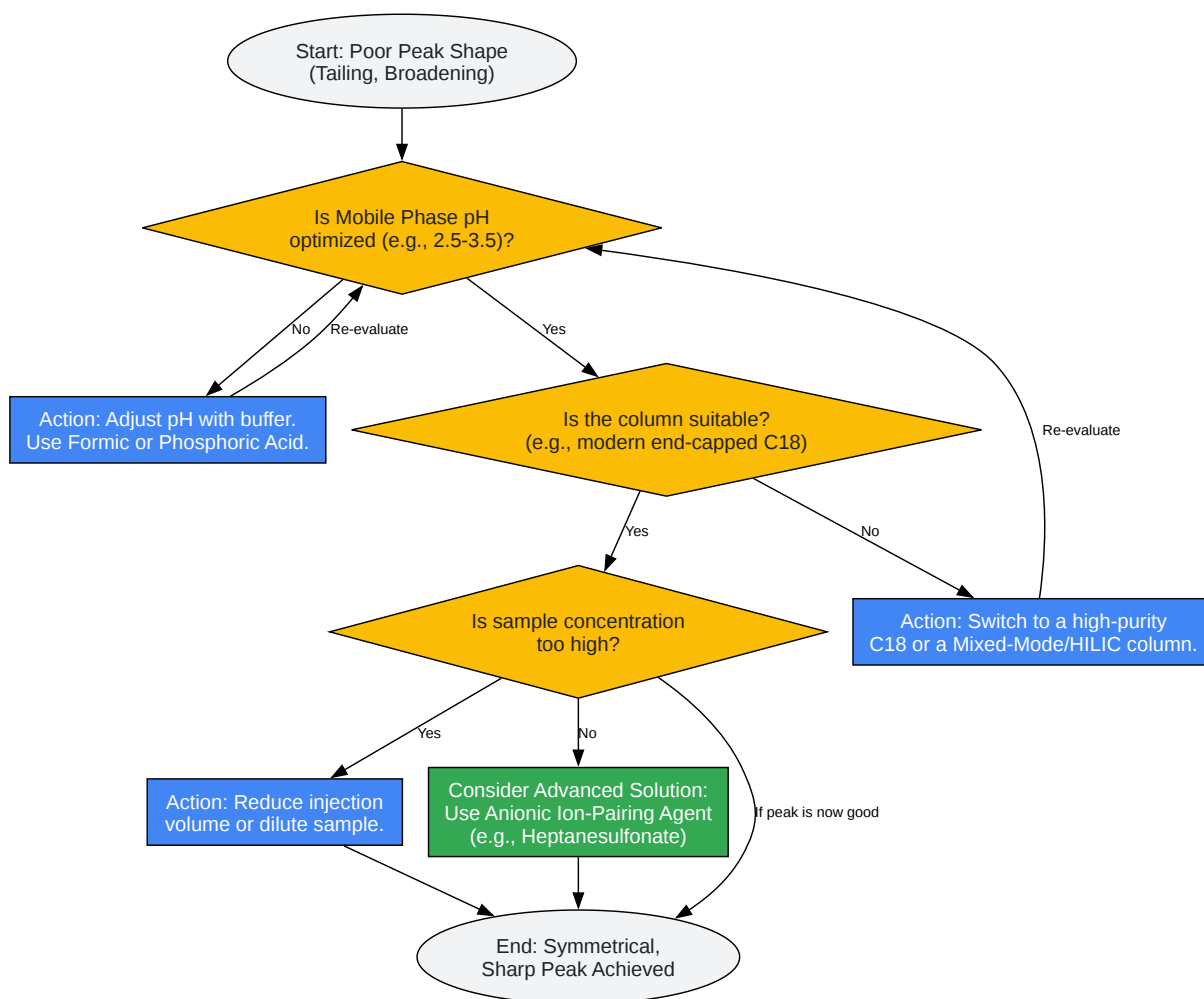 Start: Poor Peak Shape
(Tailing, Broadening)
Is Mobile Phase pH
optimized (e.g., 2.5-3.5)?
No
Re-evaluate
Yes
Action: Adjust pH with buffer.
Use Formic or Phosphoric Acid.
Is the column suitable?
(e.g., modern end-capped C18)
Re-evaluate
Yes
No
Is sample concentration
too high?
Action: Switch to a high-purity
C18 or a Mixed-Mode/HILIC column.
Yes
No
If peak is now good
Action: Reduce injection
volume or dilute sample.
Consider Advanced Solution:
Use Anionic Ion-Pairing Agent
(e.g., Heptanesulfonate)
End: Symmetrical,
Sharp Peak Achieved